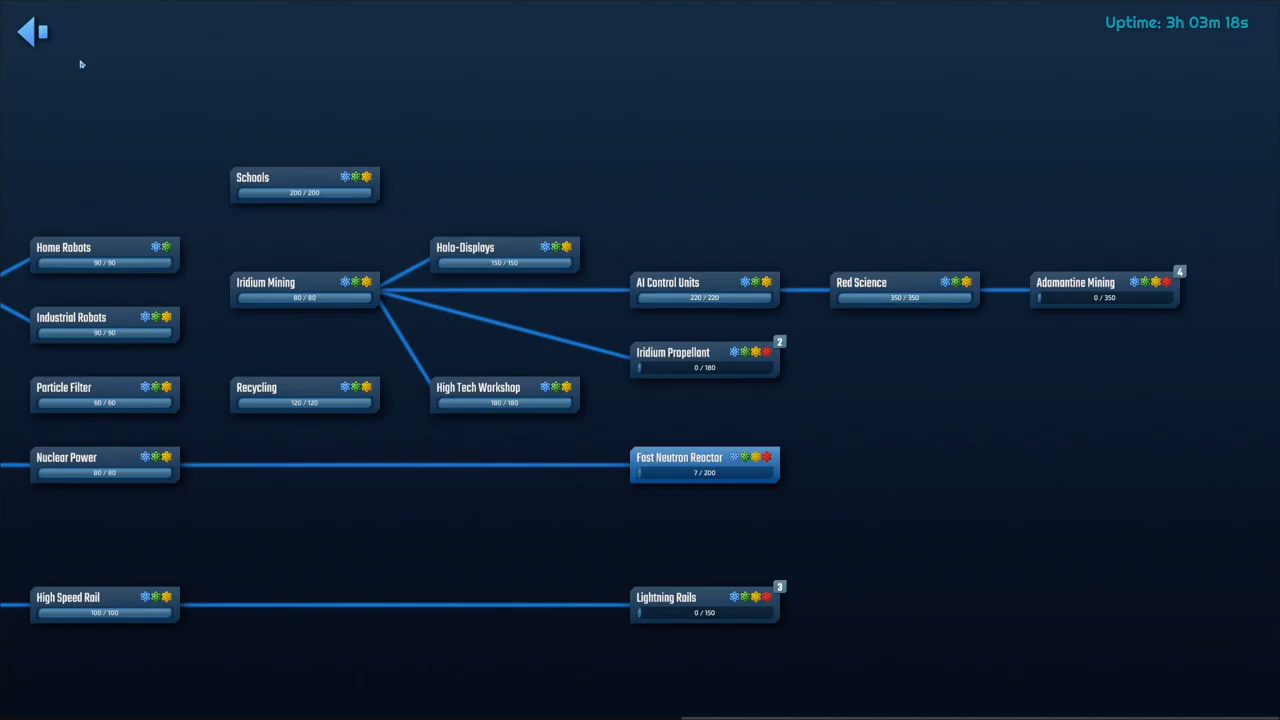 Uptime: 3h 03m 18s
Schools
200 / 200
Home Robots
90 / 90
Holo-Displays
150 / 150
Iridium Mining
80 / 80
AI Control Units
220 / 220
Red Science
350 / 350
Adamantine Mining
4
0 / 350
Industrial Robots
90 / 90
Iridium Propellant
2
0 / 180
Particle Filter
60 / 60
Recycling
120 / 120
High Tech Workshop
180 / 180
Nuclear Power
80 / 80
Fast Neutron Reactor
7 / 200
High Speed Rail
100 / 100
Lightning Rails
3
0 / 150